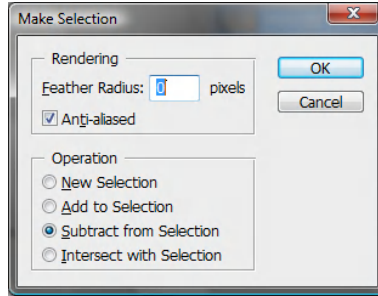 Make Selection
Rendering
Feather Radius: 0 pixels
Anti-aliased
OK
Cancel
Operation
New Selection
Add to Selection
Subtract from Selection
Intersect with Selection